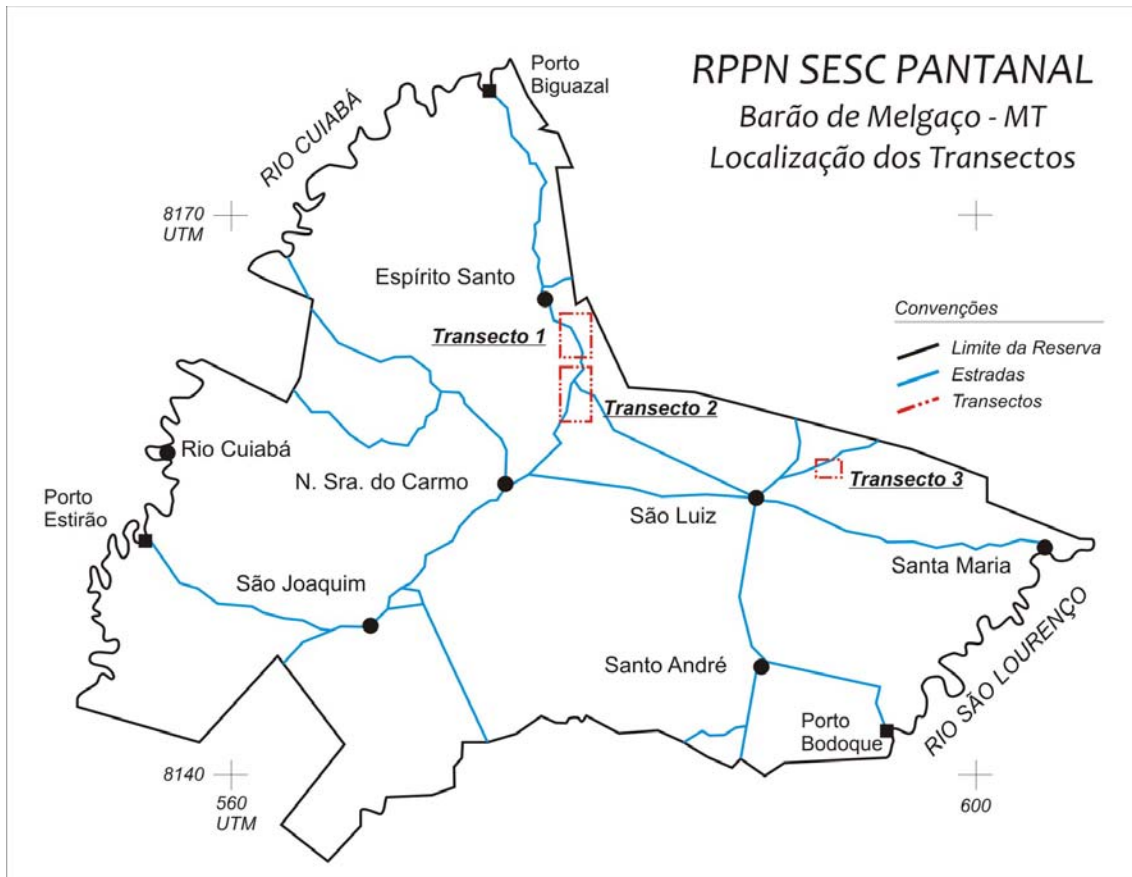 RPPN SESC PANTANAL
Barão de Melgaço - MT
Localização dos Transectos
Porto
Biguazal
RIO CUIABÁ
8170
UTM
Espírito Santo
Transecto 1
Convenções
Limite da Reserva
Estradas
Transectos
Transecto 2
Rio Cuiabá
N. Sra. do Carmo
Transecto 3
Porto
Estirão
São Luiz
Santa Maria
São Joaquim
Santo André
RIO SÃO LOURENÇO
Porto
Bodoque
8140
560
UTM
600